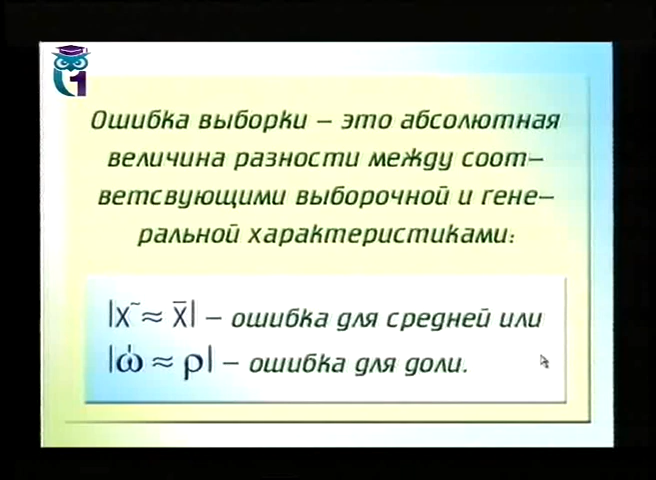 1
Ошибка выборки – это абсолютная
величина разности между соот–
ветсвующими выборочной и гене–
ральной характеристиками:
|x˜ ≈ x̄| – ошибка для средней или
|ώ ≈ ρ| – ошибка для доли.